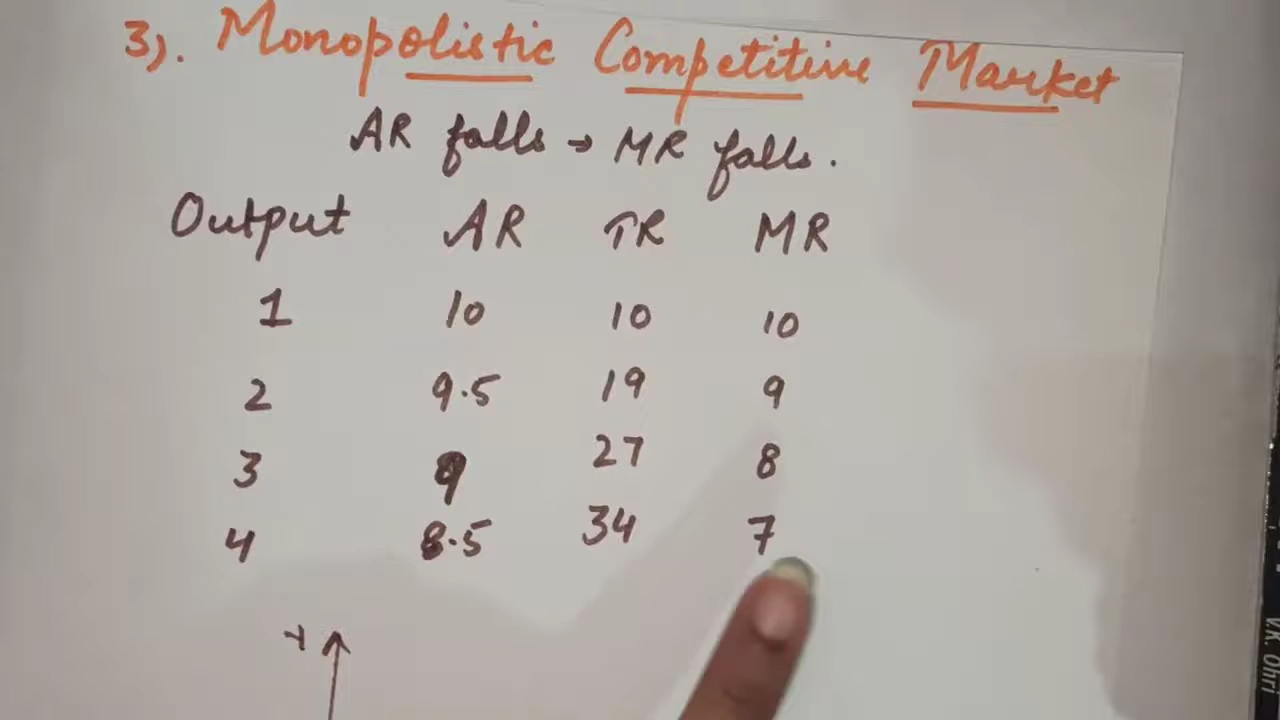 3). Monopolistic Competitive Market
AR falls → MR falls.
Output AR TR MR
1 10 10 10
2 9.5 19 9
3 9 27 8
4 8.5 34 7
Y
V.K. Ohri